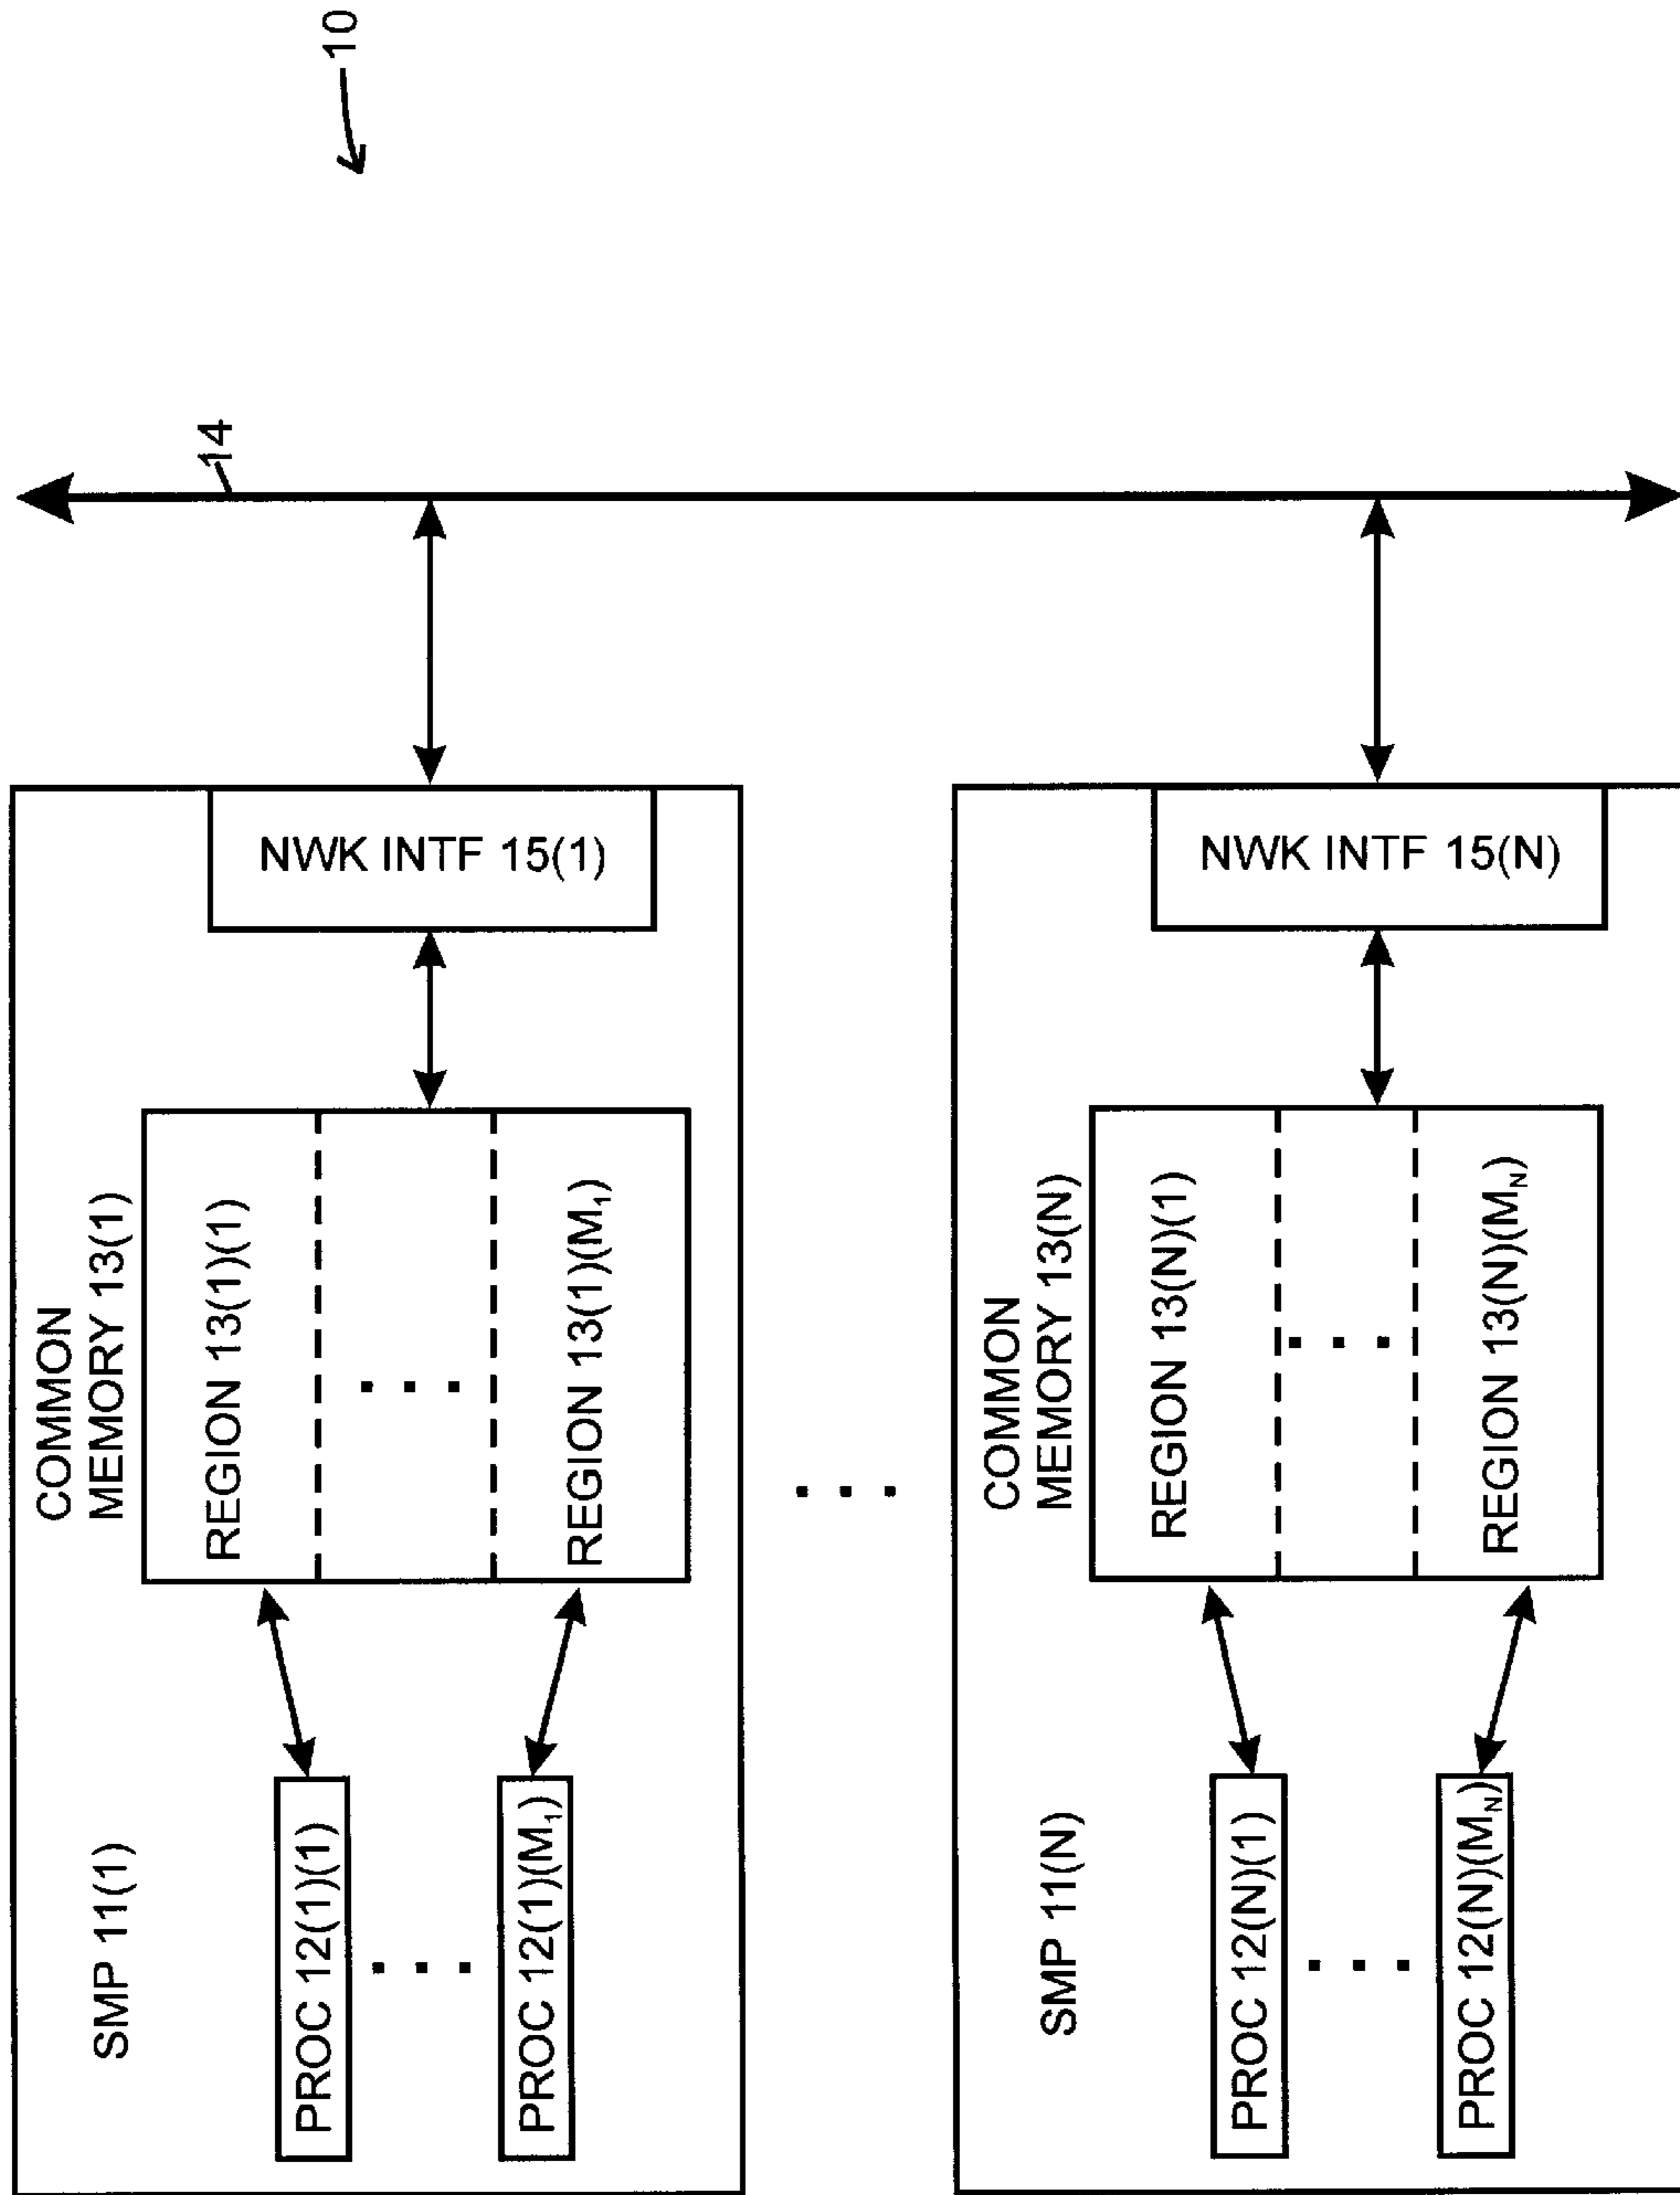 10
14
SMP 11(1)
COMMON
MEMORY 13(1)
PROC 12(1)(1)
PROC 12(1)(M₁)
REGION 13(1)(1)
REGION 13(1)(M₁)
NWK INTF 15(1)
SMP 11(N)
COMMON
MEMORY 13(N)
PROC 12(N)(1)
PROC 12(N)(M_N)
REGION 13(N)(1)
REGION 13(N)(M_N)
NWK INTF 15(N)